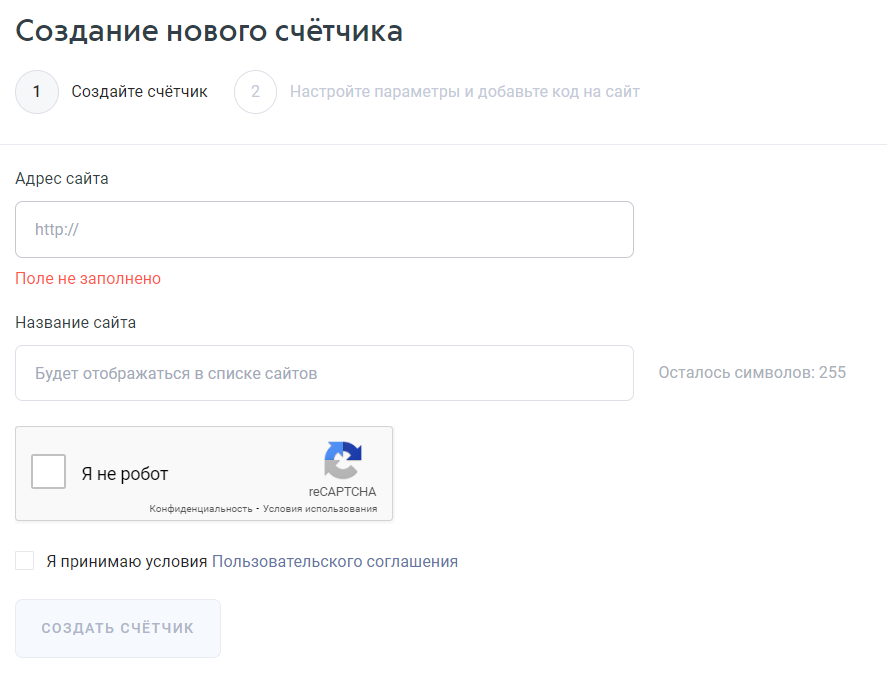 Создание нового счётчика
1 Создайте счётчик 2 Настройте параметры и добавьте код на сайт
Адрес сайта
http://
Поле не заполнено
Название сайта
Будет отображаться в списке сайтов Осталось символов: 255
Я не робот
reCAPTCHA
Конфиденциальность - Условия использования
Я принимаю условия Пользовательского соглашения
СОЗДАТЬ СЧЁТЧИК